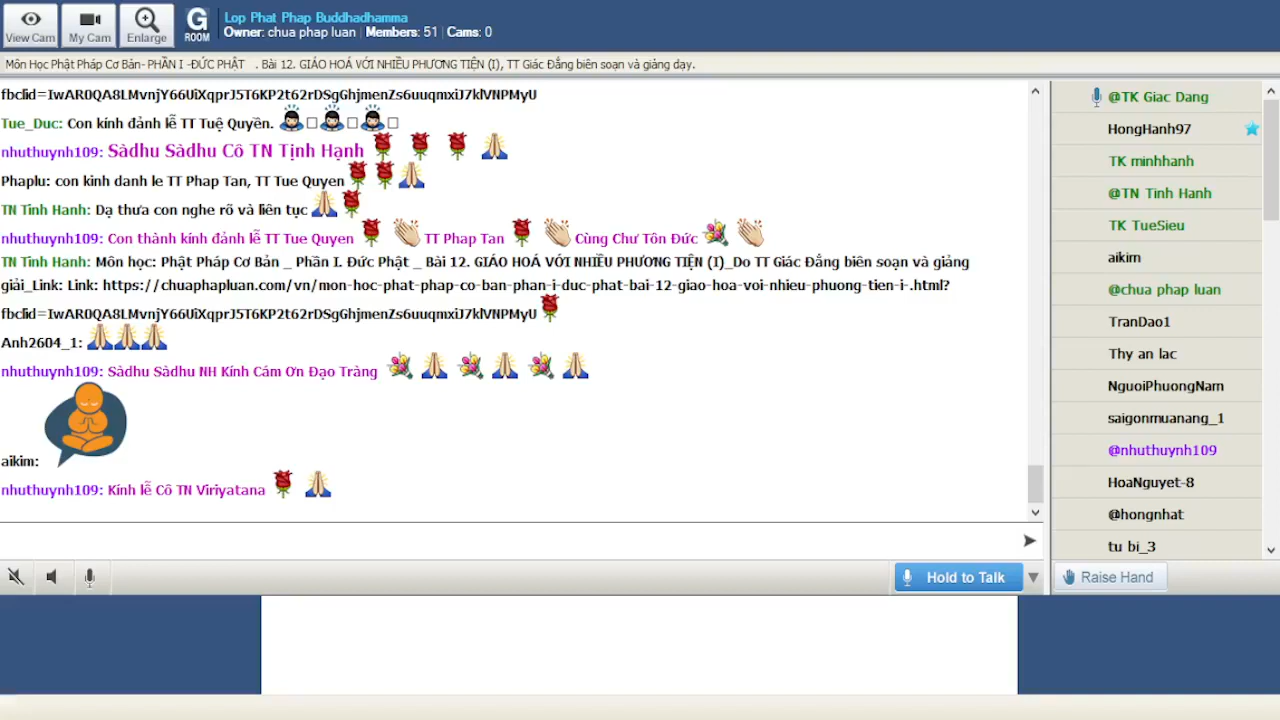 View Cam
My Cam
Enlarge
G
ROOM
Lop Phat Phap Buddhadhamma
Owner: chua phap luan | Members: 51 | Cams: 0
Môn Học Phật Pháp Cơ Bản- PHẦN I -ĐỨC PHẬT . Bài 12. GIÁO HOÁ VỚI NHIỀU PHƯƠNG TIỆN (I), TT Giác Đẳng biên soạn và giảng dạy.
fbclid=IwAR0QA8LMvnjY66UiXqprJ5T6KP2t62rDSgGhjmenZs6uuqmxiJ7klVNPMyU
Tue_Duc: Con kính đảnh lễ TT Tuệ Quyền.
nhuthuynh109: Sàdhu Sàdhu Cô TN Tịnh Hạnh
Phaplu: con kinh danh le TT Phap Tan, TT Tue Quyen
TN Tinh Hanh: Dạ thưa con nghe rõ và liên tục
nhuthuynh109: Con thành kính đảnh lễ TT Tue Quyen TT Phap Tan Cùng Chư Tôn Đức
TN Tinh Hanh: Môn học: Phật Pháp Cơ Bản _ Phần I. Đức Phật _ Bài 12. GIÁO HOÁ VỚI NHIỀU PHƯƠNG TIỆN (I)_Do TT Giác Đẳng biên soạn và giảng
giải_Link: Link: https://chuaphapluan.com/vn/mon-hoc-phat-phap-co-ban-phan-i-duc-phat-bai-12-giao-hoa-voi-nhieu-phuong-tien-i-.html?
fbclid=IwAR0QA8LMvnjY66UiXqprJ5T6KP2t62rDSgGhjmenZs6uuqmxiJ7klVNPMyU
Anh2604_1:
nhuthuynh109: Sàdhu Sàdhu NH Kính Cám Ơn Đạo Tràng
aikim:
nhuthuynh109: Kính lễ Cô TN Viriyatana
Hold to Talk
@TK Giac Dang
HongHanh97
TK minhhanh
@TN Tinh Hanh
TK TueSieu
aikim
@chua phap luan
TranDao1
Thy an lac
NguoiPhuongNam
saigonmuanang_1
@nhuthuynh109
HoaNguyet-8
@hongnhat
tu bi_3
Raise Hand